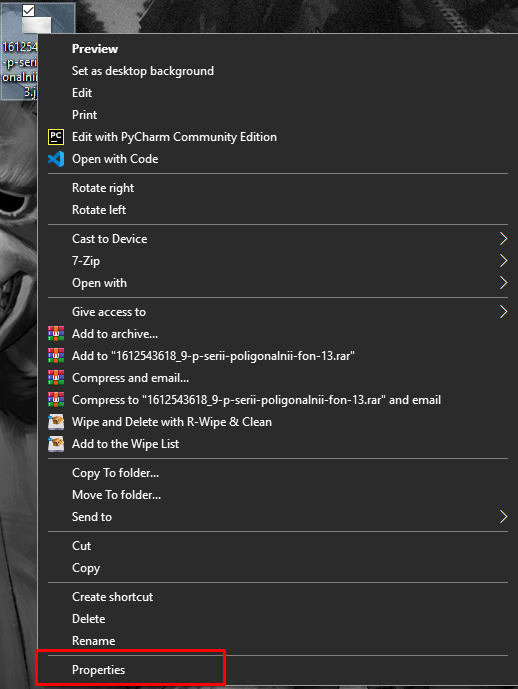 1612543
-p-serii
onalnii
3.j
Preview
Set as desktop background
Edit
Print
PC
Edit with PyCharm Community Edition
Open with Code
Rotate right
Rotate left
Cast to Device
7-Zip
Open with
Give access to
Add to archive...
Add to "1612543618_9-p-serii-poligonalnii-fon-13.rar"
Compress and email...
Compress to "1612543618_9-p-serii-poligonalnii-fon-13.rar" and email
Wipe and Delete with R-Wipe & Clean
Add to the Wipe List
Copy To folder...
Move To folder...
Send to
Cut
Copy
Create shortcut
Delete
Rename
Properties